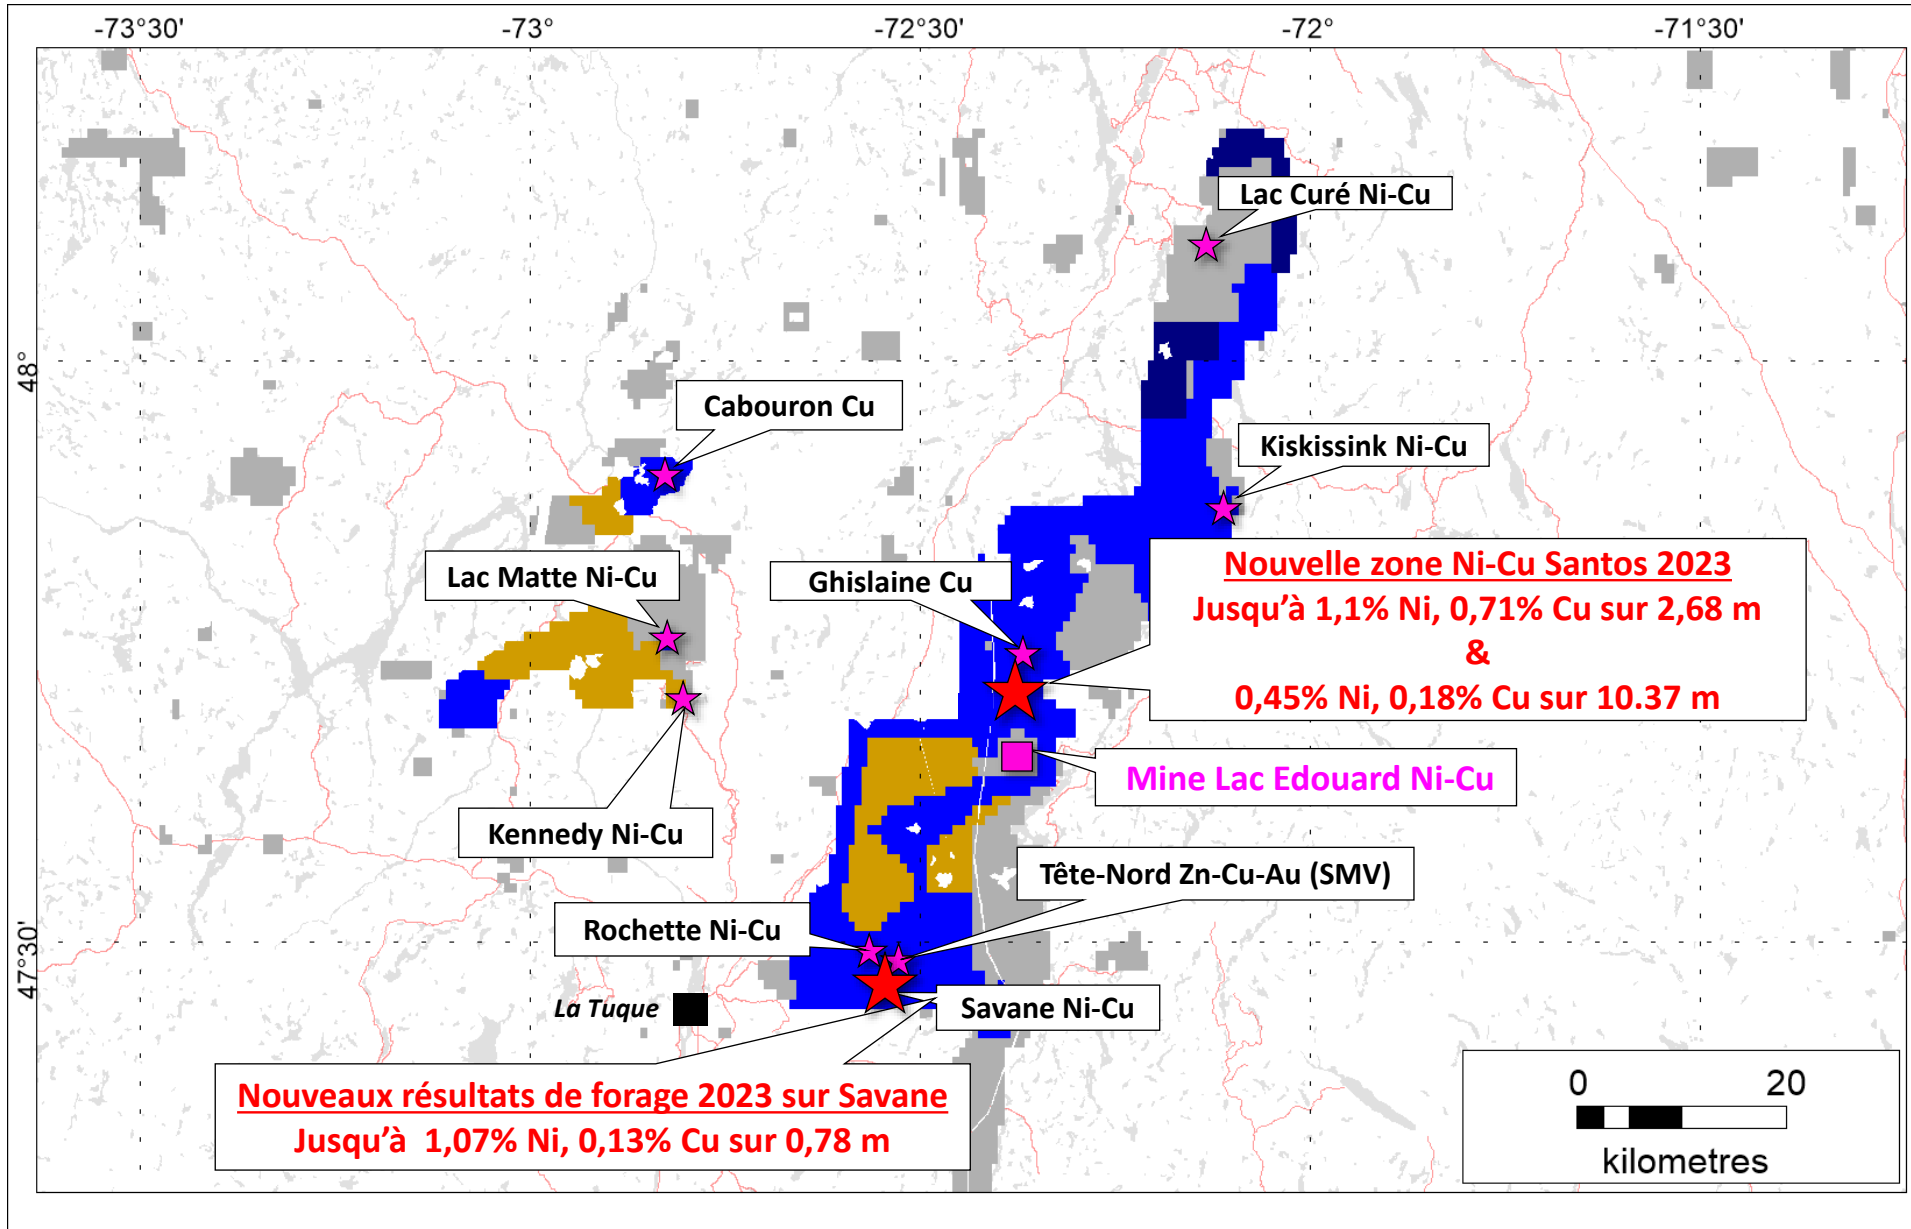 -73°30'
-73°
-72°30'
-72°
-71°30'
48°
47°30'
Lac Curé Ni-Cu
Cabouron Cu
Kiskissink Ni-Cu
Lac Matte Ni-Cu
Ghislaine Cu
Nouvelle zone Ni-Cu Santos 2023
Jusqu'à 1,1% Ni, 0,71% Cu sur 2,68 m
&
0,45% Ni, 0,18% Cu sur 10.37 m
Mine Lac Edouard Ni-Cu
Kennedy Ni-Cu
Tête-Nord Zn-Cu-Au (SMV)
Rochette Ni-Cu
La Tuque
Savane Ni-Cu
Nouveaux résultats de forage 2023 sur Savane
Jusqu'à  1,07% Ni, 0,13% Cu sur 0,78 m
0 20
kilometres